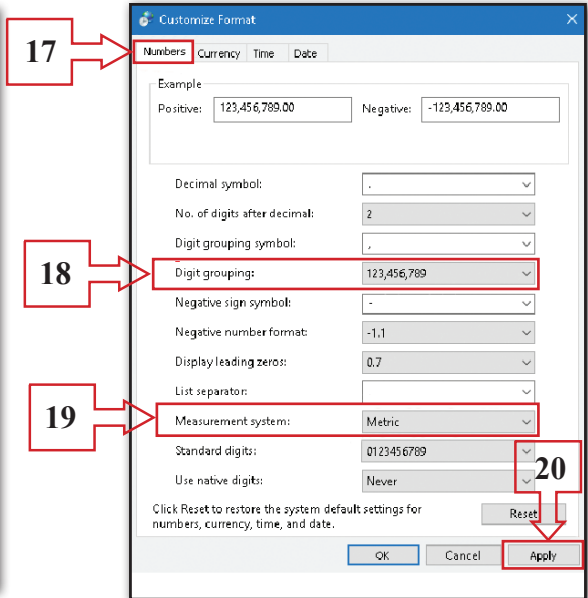 Customize Format
17
Numbers Currency Time Date
Example
Positive: 123,456,789.00 Negative: -123,456,789.00
Decimal symbol: .
No. of digits after decimal: 2
Digit grouping symbol: ,
18
Digit grouping: 123,456,789
Negative sign symbol: -
Negative number format: -1.1
Display leading zeros: 0.7
List separator:
19
Measurement system: Metric
Standard digits: 0123456789
20
Use native digits: Never
Click Reset to restore the system default settings for
numbers, currency, time, and date.
Reset
OK Cancel Apply